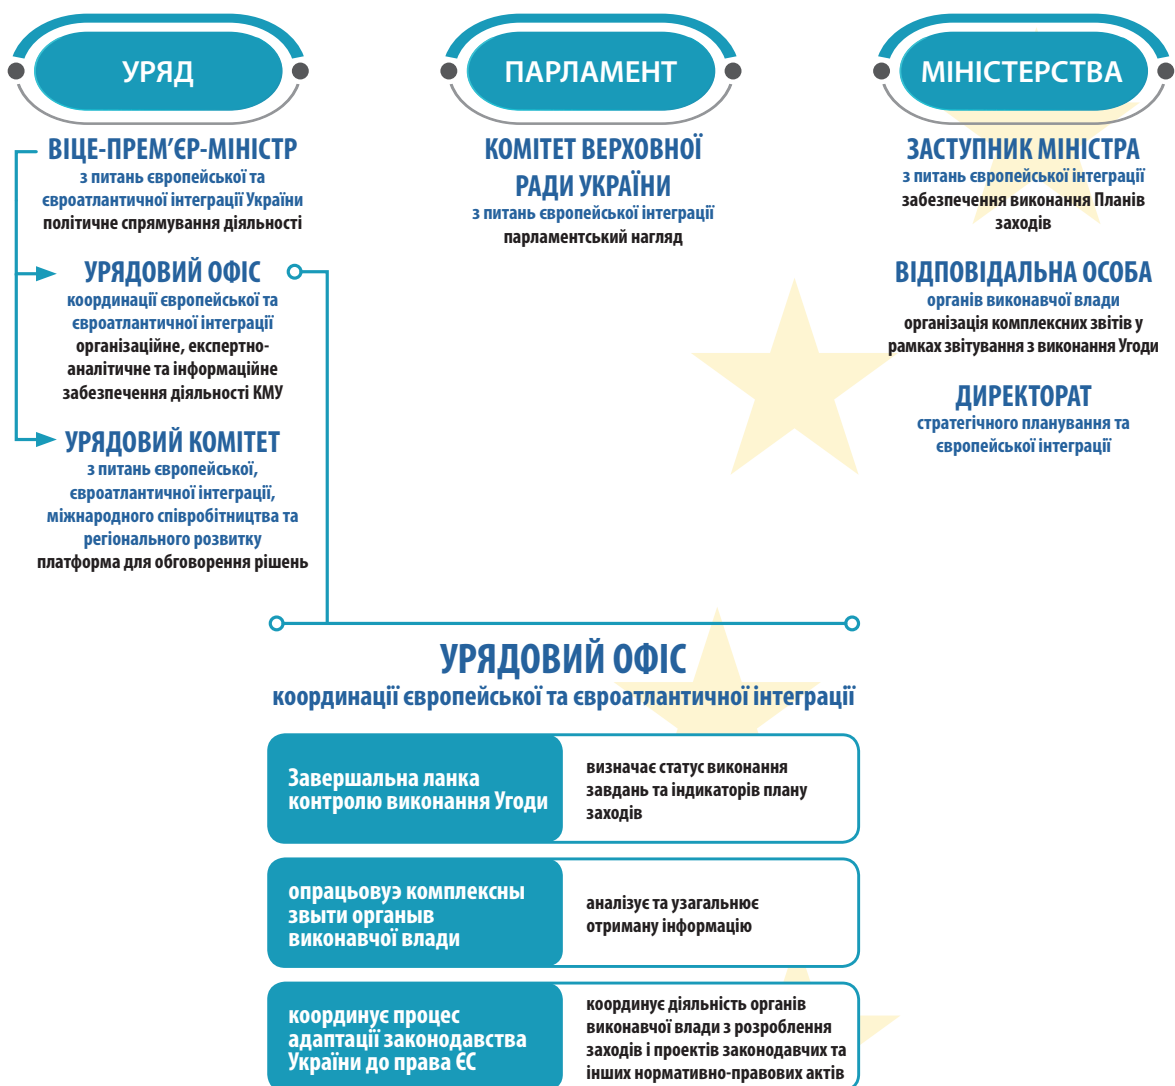 УРЯД
ВІЦЕ-ПРЕМ’ЄР-МІНІСТР
з питань європейської та
євроатлантичної інтеграції України
політичне спрямування діяльності
УРЯДОВИЙ ОФІС
координації європейської та
євроатлантичної інтеграції
організаційне, експертно-
аналітичне та інформаційне
забезпечення діяльності КМУ
УРЯДОВИЙ КОМІТЕТ
з питань європейської,
євроатлантичної інтеграції,
міжнародного співробітництва та
регіонального розвитку
платформа для обговорення рішень
ПАРЛАМЕНТ
КОМІТЕТ ВЕРХОВНОЇ
РАДИ УКРАЇНИ
з питань європейської інтеграції
парламентський нагляд
МІНІСТЕРСТВА
ЗАСТУПНИК МІНІСТРА
з питань європейської інтеграції
забезпечення виконання Планів
заходів
ВІДПОВІДАЛЬНА ОСОБА
органів виконавчої влади
організація комплексних звітів у
рамках звітування з виконання Угоди
ДИРЕКТОРАТ
стратегічного планування та
європейської інтеграції
УРЯДОВИЙ ОФІС
координації європейської та євроатлантичної інтеграції
Завершальна ланка
контролю виконання Угоди
визначає статус виконання
завдань та індикаторів плану
заходів
опрацьовуэ комплексны
звыти органыв
виконавчої влади
аналізує та узагальнює
отриману інформацію
координує процес
адаптації законодавства
України до права ЄС
координує діяльність органів
виконавчої влади з розроблення
заходів і проектів законодавчих та
інших нормативно-правових актів